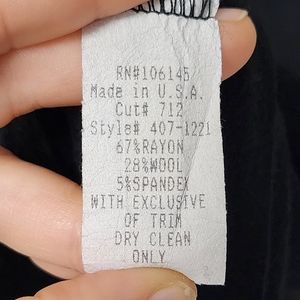 RN#106145
Made in U.S.A.
Cut# 712
Style# 407-1221
67%RAYON
28%WOOL
5%SPANDEX
WITH EXCLUSIVE
OF TRIM
DRY CLEAN
ONLY